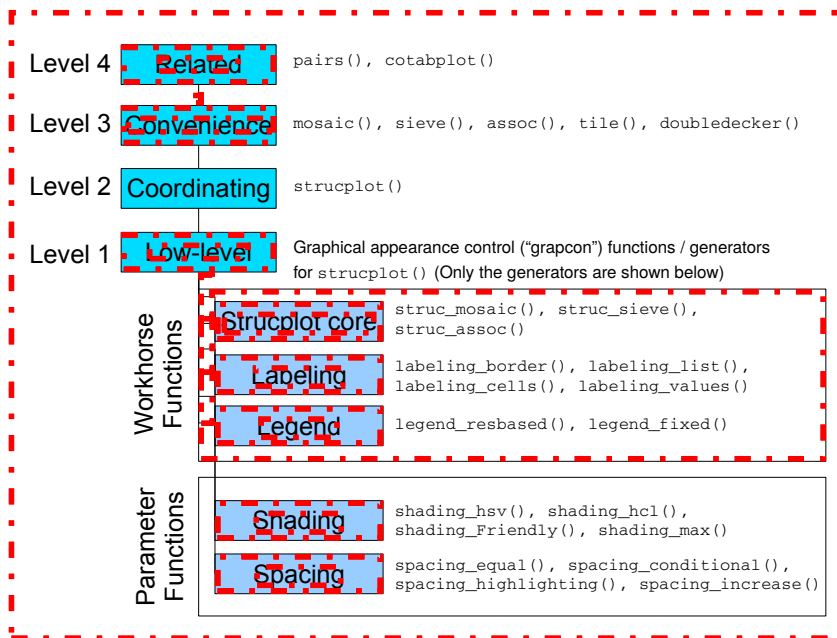 Level 4 Related pairs(), cotabplot()
Level 3 Convenience mosaic(), sieve(), assoc(), tile(), doubledecker()
Level 2 Coordinating strucplot()
Level 1 Low-level Graphical appearance control (“grapcon”) functions / generators
for strucplot() (Only the generators are shown below)
Workhorse
Functions
Strucplot core struc_mosaic(), struc_sieve(),
struc_assoc()
Labeling labeling_border(), labeling_list(),
labeling_cells(), labeling_values()
Legend legend_resbased(), legend_fixed()
Parameter
Functions
Shading shading_hsv(), shading_hcl(),
shading_Friendly(), shading_max()
Spacing spacing_equal(), spacing_conditional(),
spacing_highlighting(), spacing_increase()